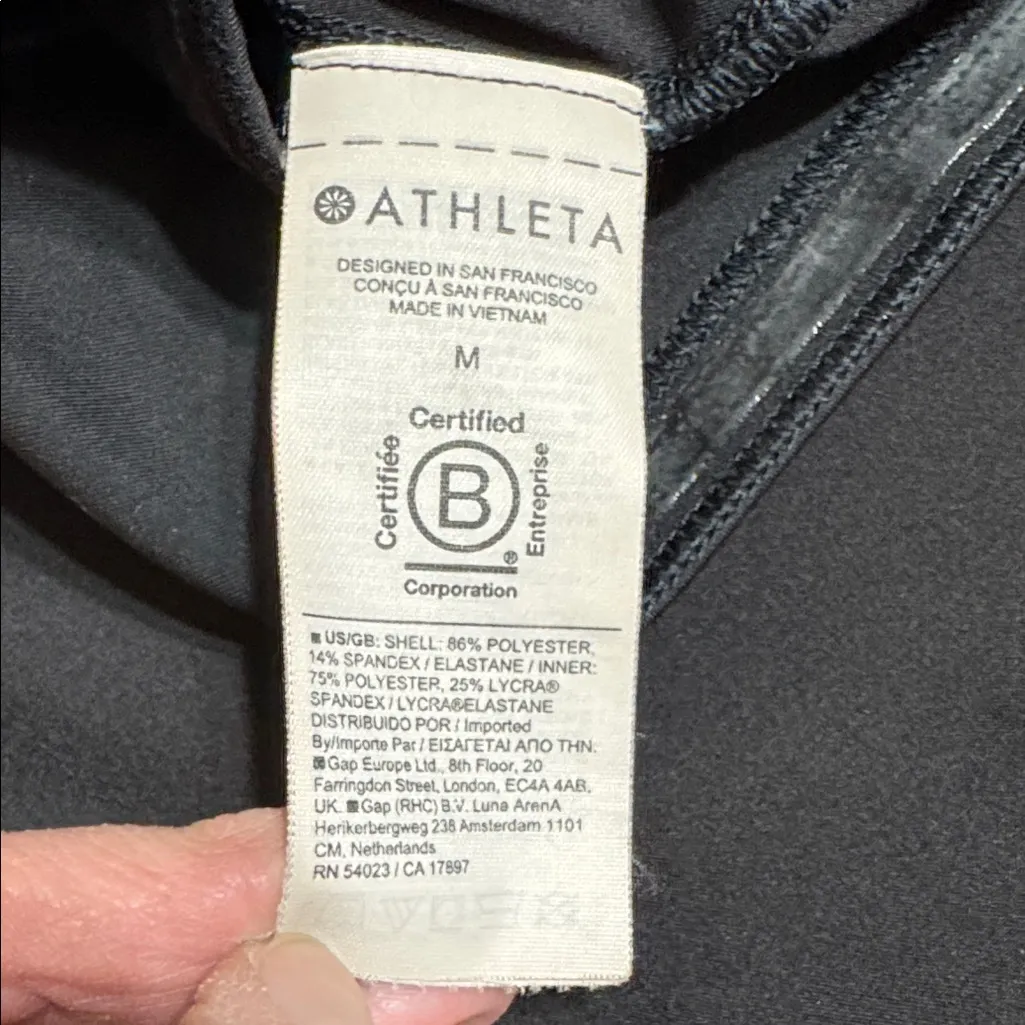 ATHLETA
DESIGNED IN SAN FRANCISCO
CONÇU À SAN FRANCISCO
MADE IN VIETNAM
M
Certified
Certifiée
B
Entreprise
®
Corporation
US/GB: SHELL: 86% POLYESTER,
14% SPANDEX / ELASTANE / INNER:
75% POLYESTER, 25% LYCRA®
SPANDEX / LYCRA®ELASTANE
DISTRIBUIDO POR / Imported
By/Importe Par / ΕΙΣΑΓΕΤΑΙ ΑΠΟ ΤΗΝ:
Gap Europe Ltd., 8th Floor, 20
Farringdon Street, London, EC4A 4AB,
UK. Gap (RHC) B.V. Luna ArenA
Herikerbergweg 238 Amsterdam 1101
CM, Netherlands
RN 54023 / CA 17897